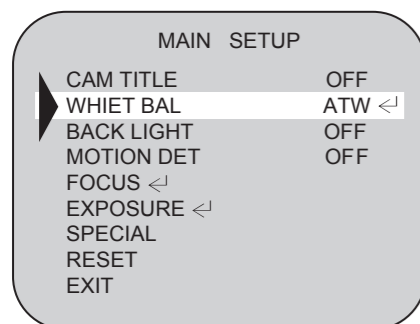 MAIN SETUP
CAM TITLE OFF
WHIET BAL ATW ↵
BACK LIGHT OFF
MOTION DET OFF
FOCUS ↵
EXPOSURE ↵
SPECIAL
RESET
EXIT